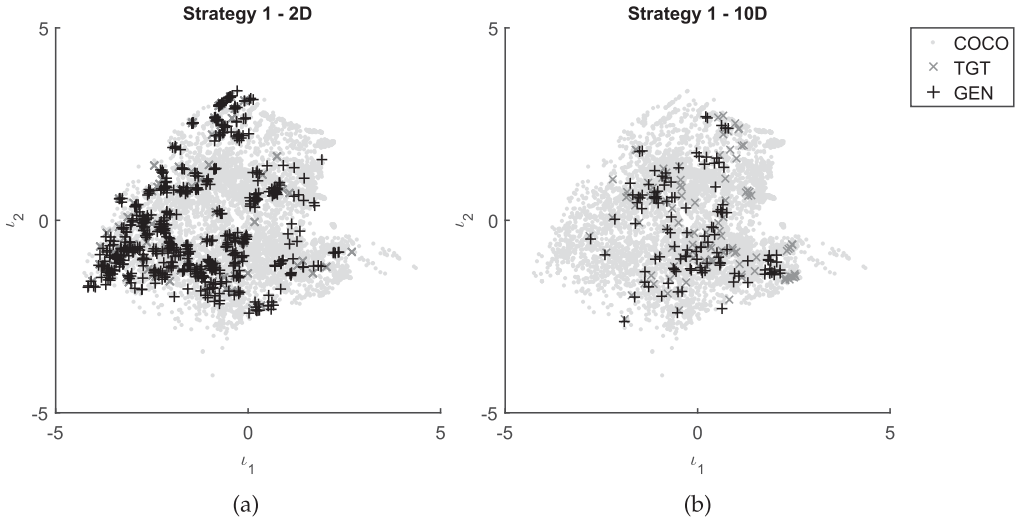 Strategy 1 - 2D
5
0
-5
-5
0
5
ι2
ι1
(a)
Strategy 1 - 10D
5
0
-5
-5
0
5
ι2
ι1
(b)
COCO
TGT
GEN